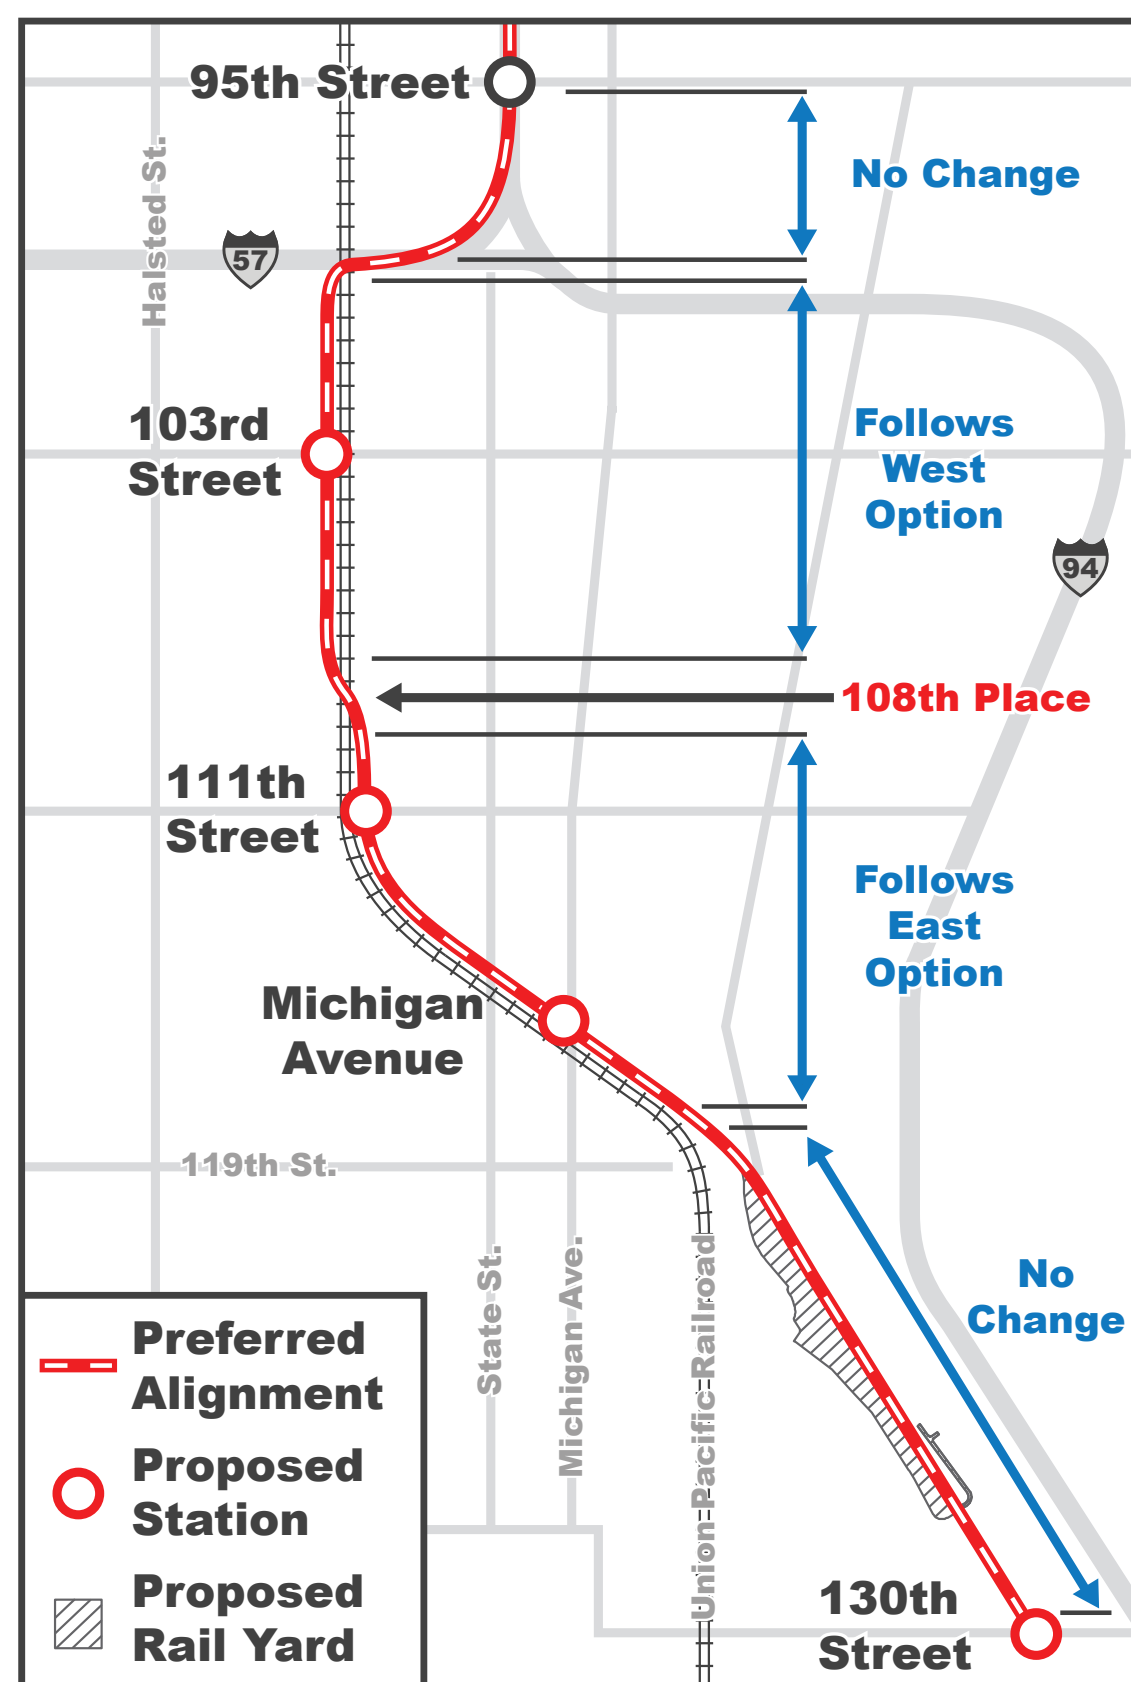 95th Street
No Change
Halsted St.
57
103rd
Street
Follows
West
Option
94
108th Place
111th
Street
Follows
East
Option
Michigan
Avenue
119th St.
State St.
Michigan Ave.
Union Pacific Railroad
No
Change
Preferred
Alignment
Proposed
Station
Proposed
Rail Yard
130th
Street